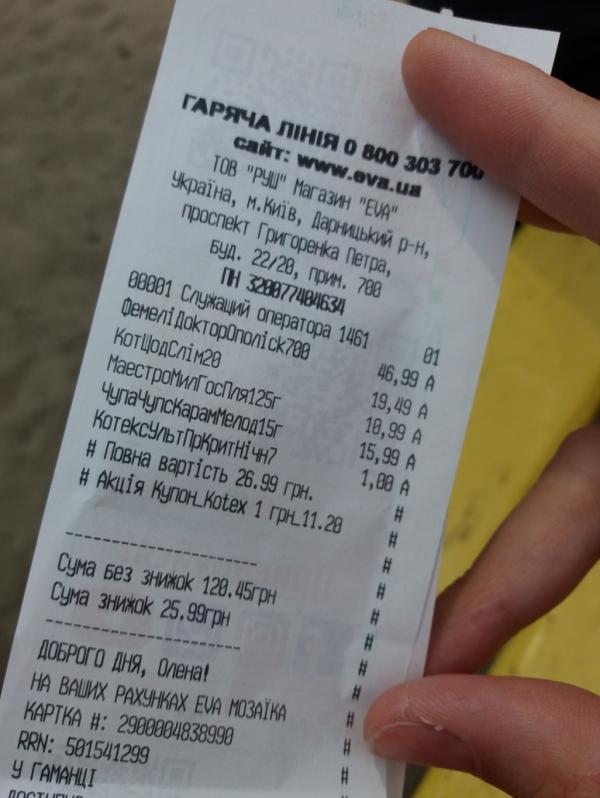 ГАРЯЧА ЛІНІЯ 0 800 303 700
сайт: www.eva.ua
ТОВ "РУШ" Магазин "EVA"
Україна, м.Київ, Дарницький р-н,
проспект Григоренка Петра,
буд. 22/20, прим. 700
ПН 320077404634
00001 Служащий оператора 1461 01
ФемеліДокторОполіск700 46,99 А
КотЩодСлім20 19,49 А
МаестроМилГосПля125г 10,99 А
ЧупаЧупсКарамМелод15г 15,99 А
КотексУльтПрКритНічн7 1,00 А
# Повна вартість 26.99 грн. #
# Акція Купон_Kotex 1 грн_11.20 #
--------------------- #
Сума без знижок 120.45грн #
Сума знижок 25.99грн #
--------------------- #
ДОБРОГО ДНЯ, Олена! #
НА ВАШИХ РАХУНКАХ EVA МОЗАЇКА #
КАРТКА #: 2900004838990 #
RRN: 501541299 #
У ГАМАНЦІ #